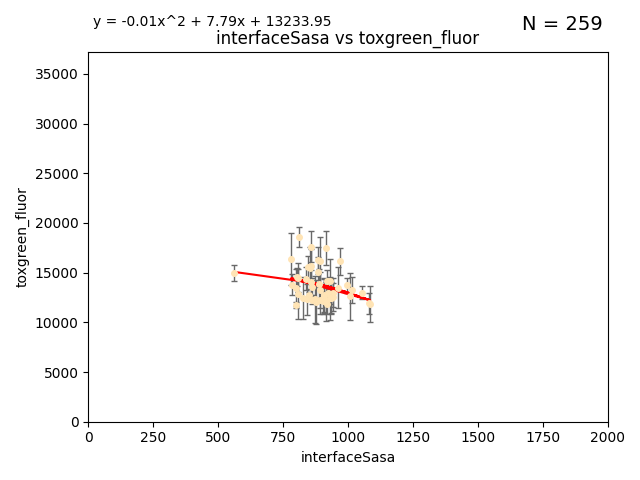 y = -0.01x^2 + 7.79x + 13233.95
N = 259
interfaceSasa vs toxgreen_fluor
35000
30000
25000
20000
15000
10000
5000
0
toxgreen_fluor
0 250 500 750 1000 1250 1500 1750 2000
interfaceSasa